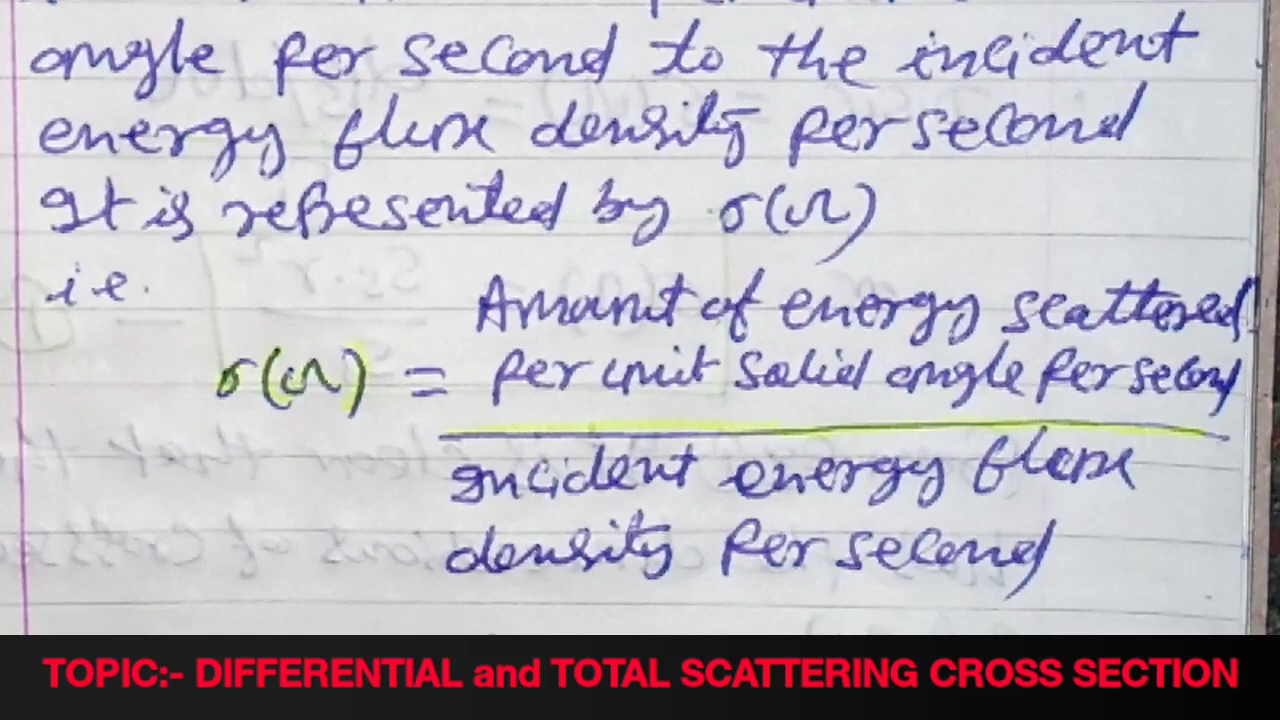 angle per second to the incident
energy flux density per second
It is represented by σ(Ω)
i.e.
Amount of energy scattered
σ(Ω) = per unit solid angle per second
Incident energy flux
density per second
TOPIC:- DIFFERENTIAL and TOTAL SCATTERING CROSS SECTION